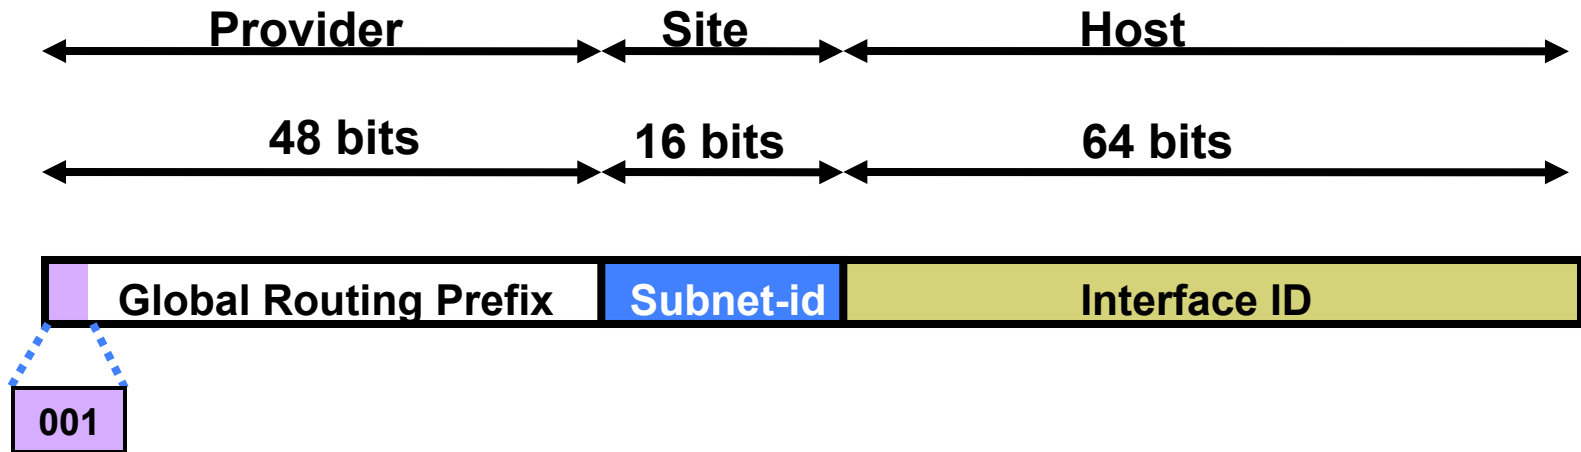 Provider Site Host
48 bits 16 bits 64 bits
Global Routing Prefix Subnet-id Interface ID
001